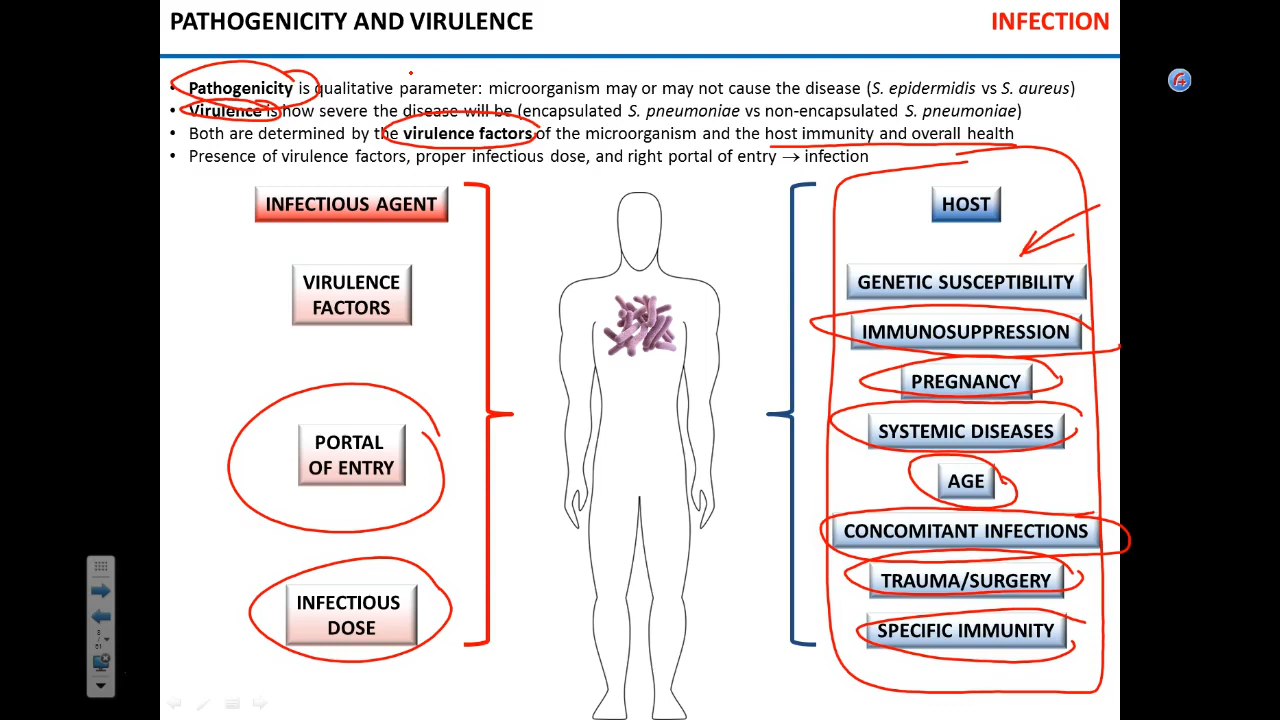 PATHOGENICITY AND VIRULENCE
INFECTION
• Pathogenicity is qualitative parameter: microorganism may or may not cause the disease (S. epidermidis vs S. aureus)
• Virulence is how severe the disease will be (encapsulated S. pneumoniae vs non-encapsulated S. pneumoniae)
• Both are determined by the virulence factors of the microorganism and the host immunity and overall health
• Presence of virulence factors, proper infectious dose, and right portal of entry → infection
INFECTIOUS AGENT
VIRULENCE
FACTORS
PORTAL
OF ENTRY
INFECTIOUS
DOSE
HOST
GENETIC SUSCEPTIBILITY
IMMUNOSUPPRESSION
PREGNANCY
SYSTEMIC DISEASES
AGE
CONCOMITANT INFECTIONS
TRAUMA/SURGERY
SPECIFIC IMMUNITY